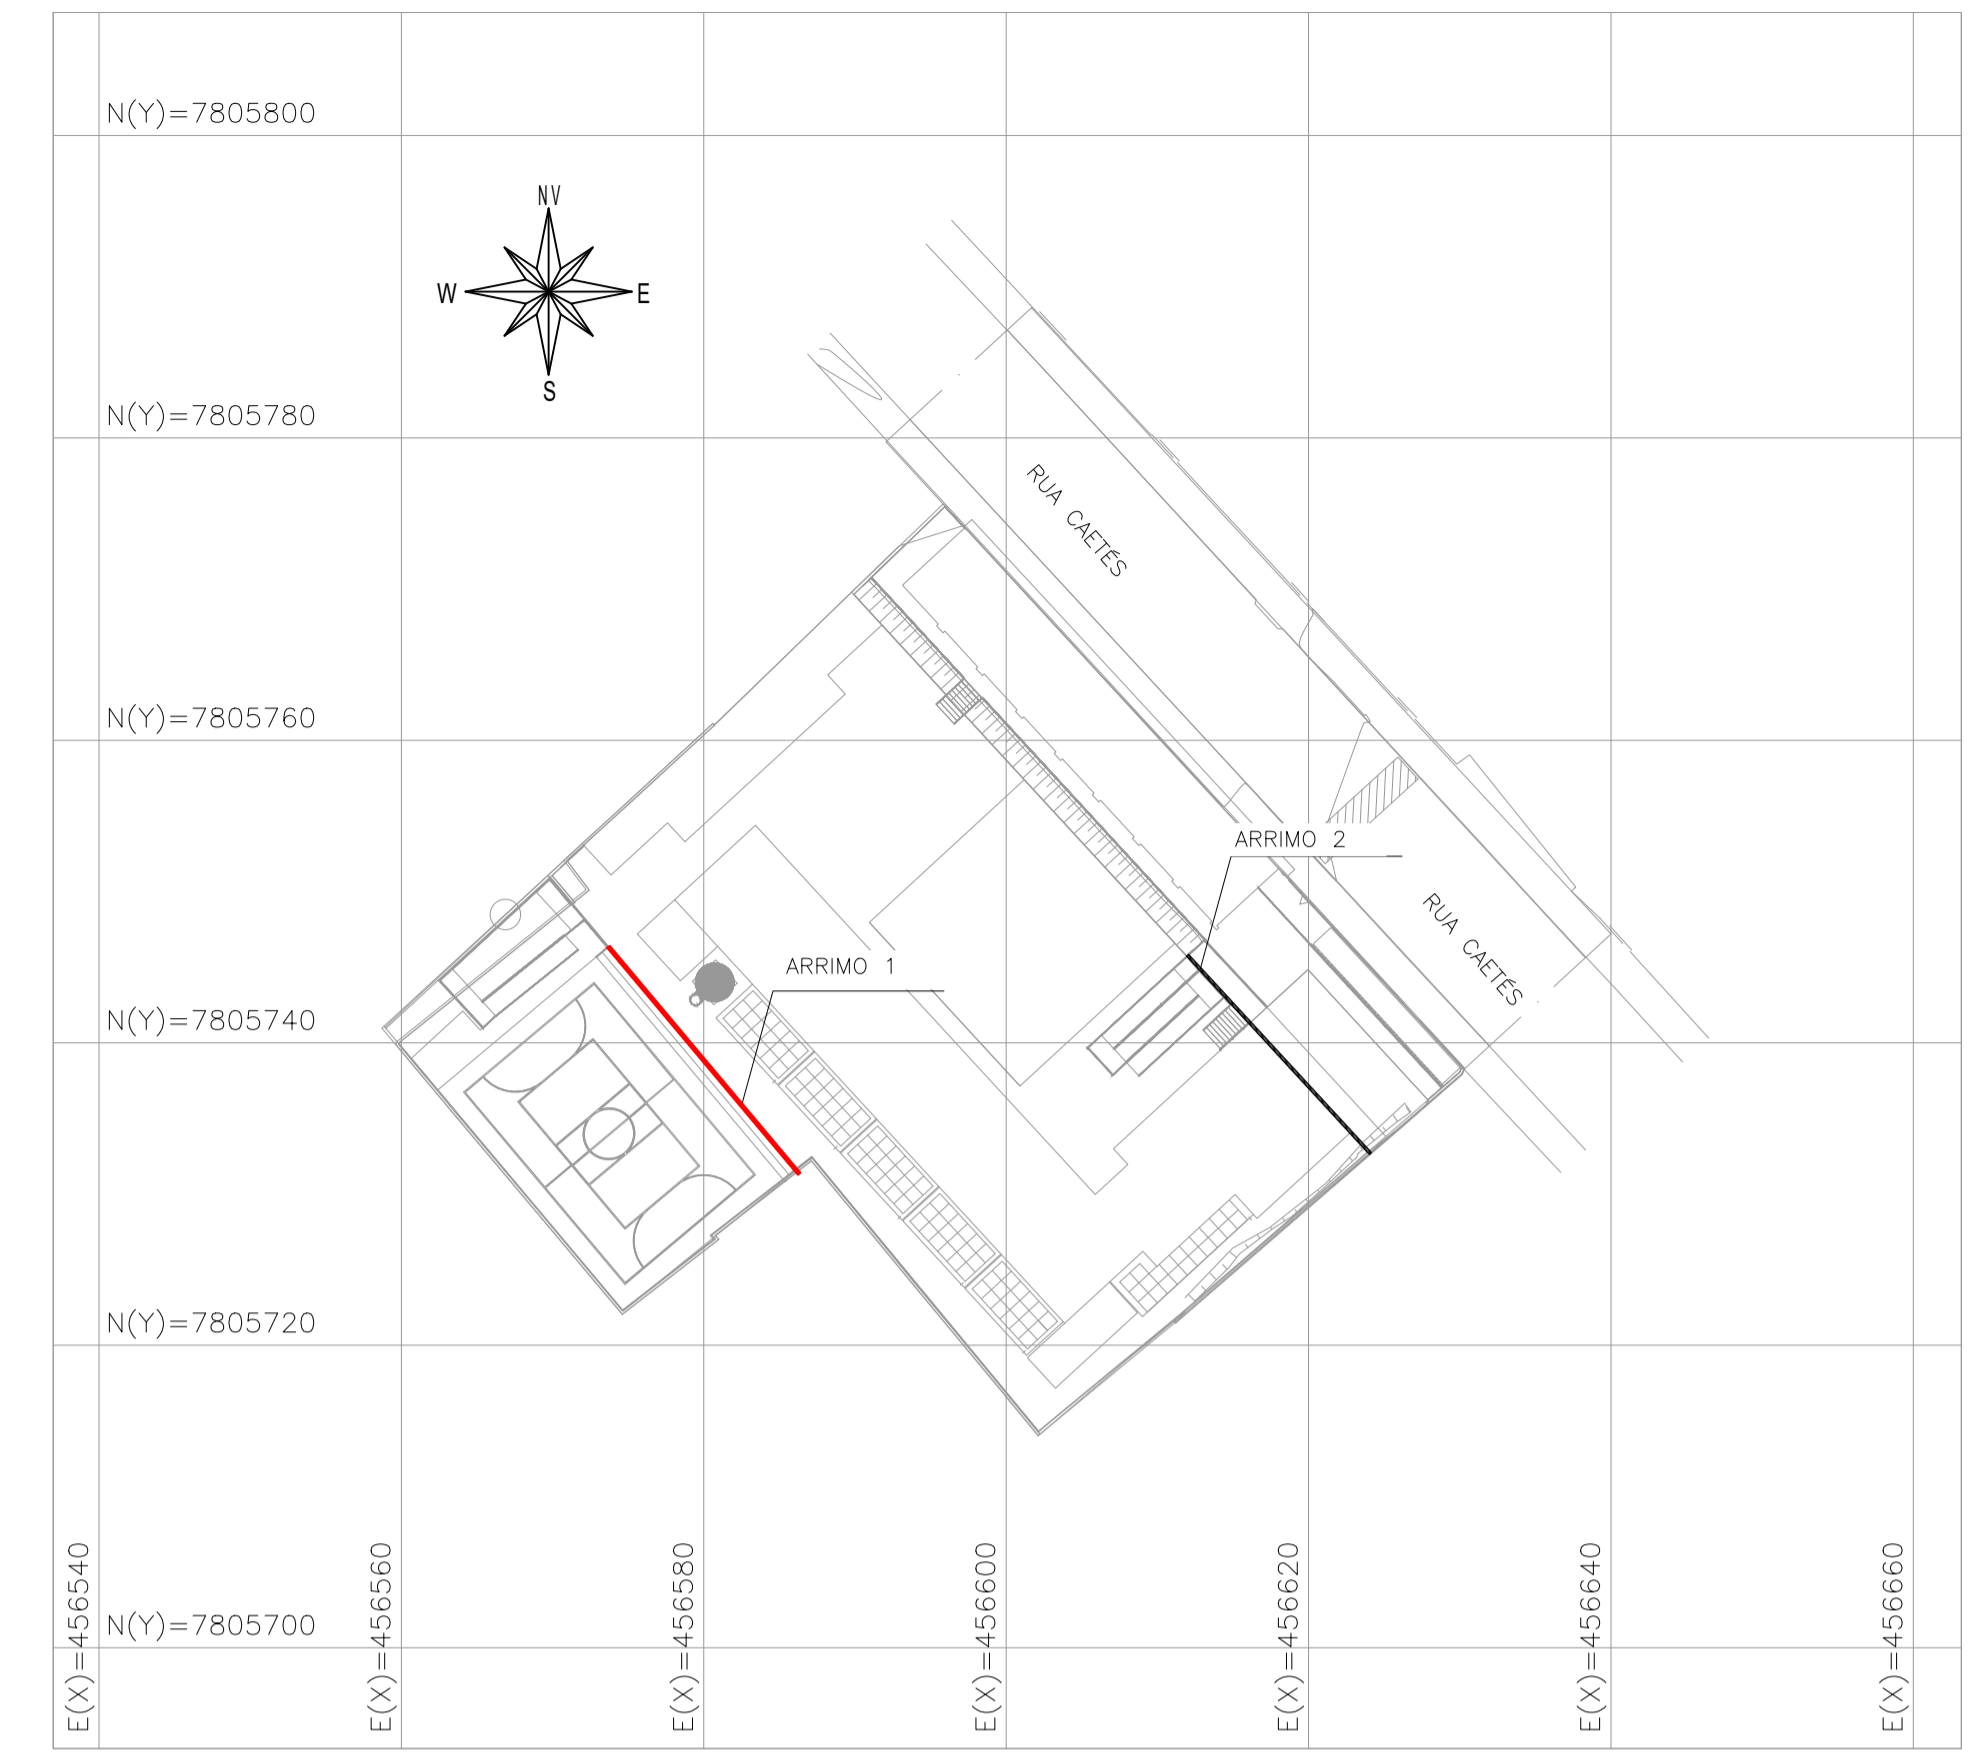 N(Y)=7805800
NV
W
E
S
N(Y)=7805780
RUA CAETÉS
N(Y)=7805760
ARRIMO 2
RUA CAETÉS
ARRIMO 1
N(Y)=7805740
N(Y)=7805720
N(Y)=7805700
E(X)=456540
E(X)=456560
E(X)=456580
E(X)=456600
E(X)=456620
E(X)=456640
E(X)=456660